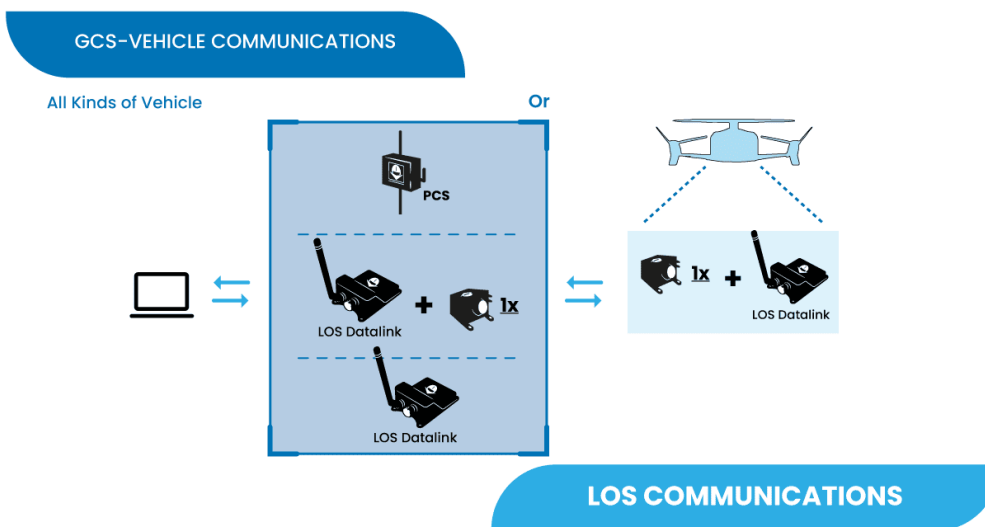 GCS-VEHICLE COMMUNICATIONS
All Kinds of Vehicle
Or
PCS
LOS Datalink
+
1x
LOS Datalink
1x
+
LOS Datalink
LOS COMMUNICATIONS